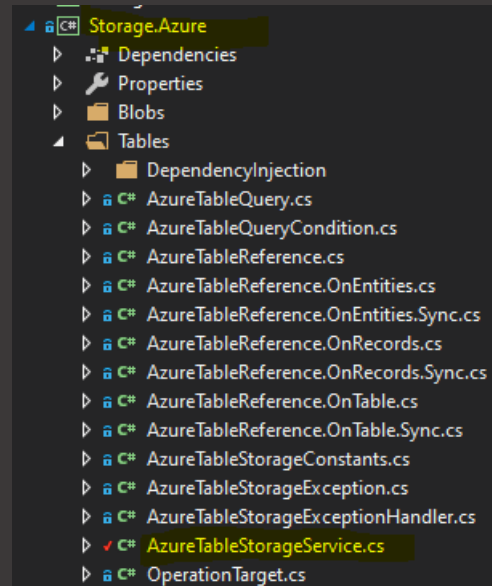 C# Storage.Azure
Dependencies
Properties
Blobs
Tables
DependencyInjection
C# AzureTableQuery.cs
C# AzureTableQueryCondition.cs
C# AzureTableReference.cs
C# AzureTableReference.OnEntities.cs
C# AzureTableReference.OnEntities.Sync.cs
C# AzureTableReference.OnRecords.cs
C# AzureTableReference.OnRecords.Sync.cs
C# AzureTableReference.OnTable.cs
C# AzureTableReference.OnTable.Sync.cs
C# AzureTableStorageConstants.cs
C# AzureTableStorageException.cs
C# AzureTableStorageExceptionHandler.cs
C# AzureTableStorageService.cs
C# OperationTarget.cs